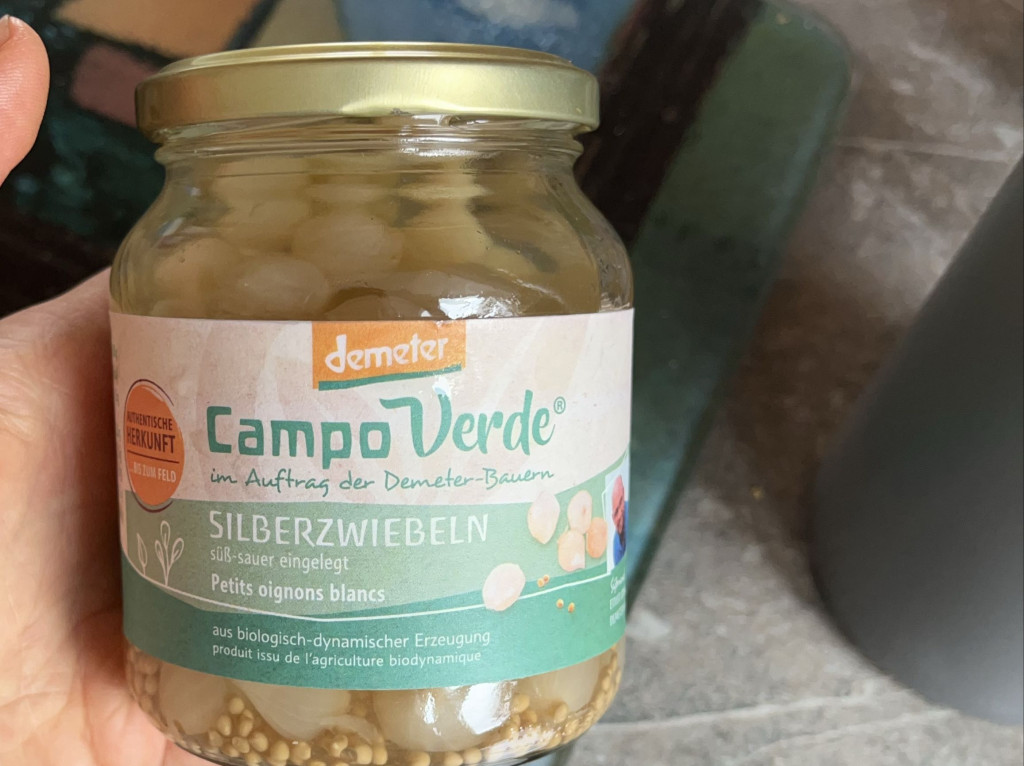 demeter
Campo Verde®
im Auftrag der Demeter-Bauern
AUTHENTISCHE
HERKUNFT
...BIS ZUM FELD
SILBERZWIEBELN
süß-sauer eingelegt
Petits oignons blancs
aus biologisch-dynamischer Erzeugung
produit issu de l'agriculture biodynamique